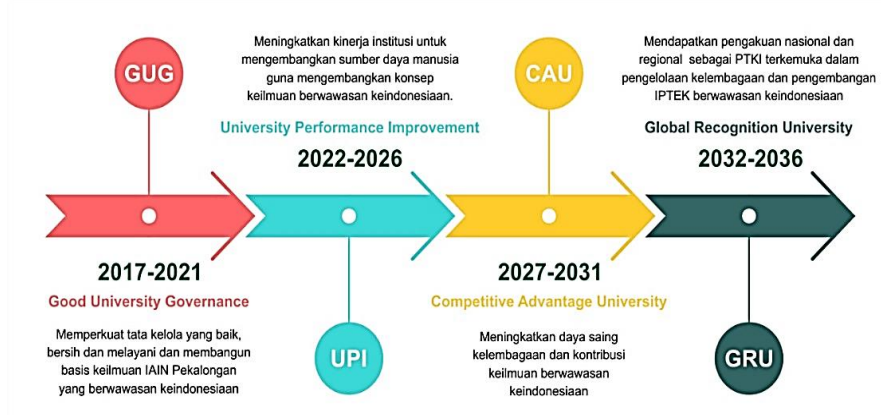 GUG
2017-2021
Good University Governance
Memperkuat tata kelola yang baik,
bersih dan melayani dan membangun
basis keilmuan IAIN Pekalongan
yang berwawasan keindonesiaan
Meningkatkan kinerja institusi untuk
mengembangkan sumber daya manusia
guna mengembangkan konsep
keilmuan berwawasan keindonesiaan.
University Performance Improvement
2022-2026
UPI
CAU
2027-2031
Competitive Advantage University
Meningkatkan daya saing
kelembagaan dan kontribusi
keilmuan berwawasan
keindonesiaan
Mendapatkan pengakuan nasional dan
regional sebagai PTKI terkemuka dalam
pengelolaan kelembagaan dan pengembangan
IPTEK berwawasan keindonesiaan
Global Recognition University
2032-2036
GRU